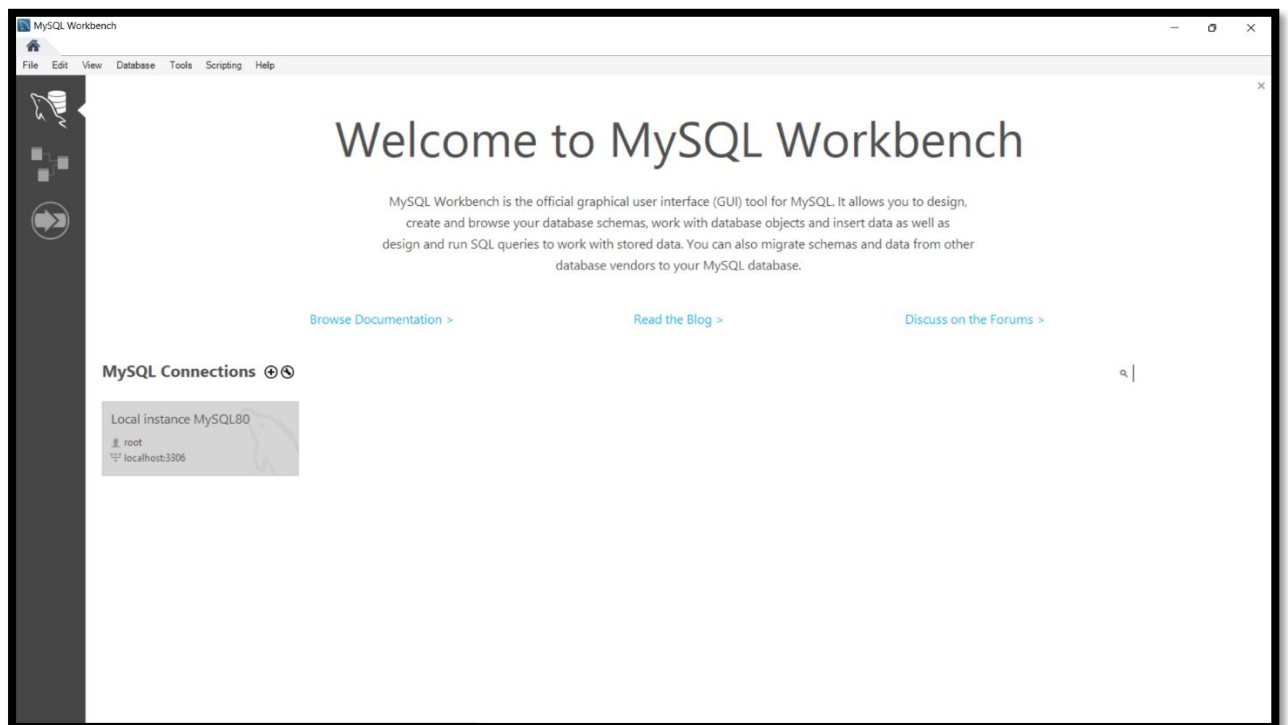 MySQL Workbench
File Edit View Database Tools Scripting Help
Welcome to MySQL Workbench
MySQL Workbench is the official graphical user interface (GUI) tool for MySQL. It allows you to design,
create and browse your database schemas, work with database objects and insert data as well as
design and run SQL queries to work with stored data. You can also migrate schemas and data from other
database vendors to your MySQL database.
Browse Documentation > Read the Blog > Discuss on the Forums >
MySQL Connections
Local instance MySQL80
root
localhost:3306